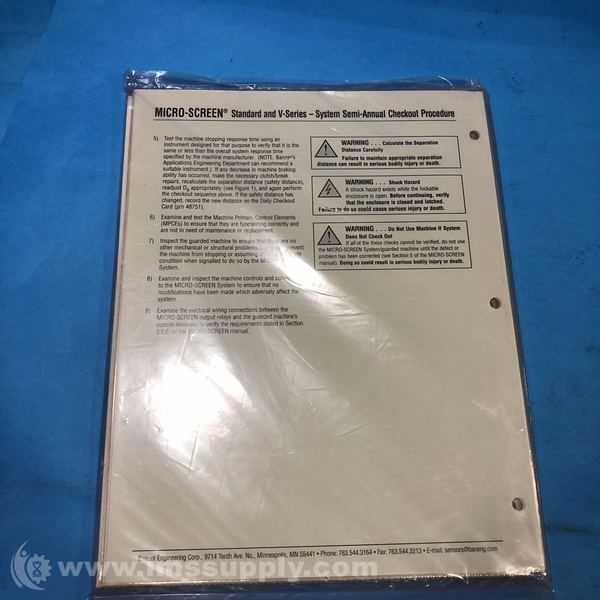 MICRO-SCREEN® Standard and V-Series – System Semi-Annual Checkout Procedure
5) Test the machine stopping response time using an
instrument designed for that purpose to verify that it is the
same or less than the overall system response time
specified by the machine manufacturer. (NOTE, Banner's
Applications Engineering Department can recommend a
suitable instrument.) If any decrease in machine braking
ability has occurred, make the necessary clutch/break
repairs, recalculate the separation distance (safety distance),
readjust Ds appropriately (see Figure 1), and again perform
the checkout sequence above. If the safety distance has
changed, record the new distance on the Daily Checkout
Card (p/n 48751).
6) Examine and test the Machine Primary Control Elements
(MPCEs) to ensure that they are functioning correctly and
are not in need of maintenance or replacement.
7) Inspect the guarded machine to ensure that there are no
other mechanical or structural problems prevent
the machine from stopping or assuming safe
condition when signalled to do so by the
System.
8) Examine and inspect the machine controls and
to the MICRO-SCREEN System to ensure that no
modifications have been made which adversely affect the
system.
9) Examine the electrical wiring connections between the
MICRO-SCREEN output relays and the guarded machine's
control elements to verify the requirements stated in Section
3.5.6. of the MICRO-SCREEN manual.
WARNING . . . Calculate the Separation
Distance Carefully
Failure to maintain appropriate separation
distance can result in serious bodily injury or death.
WARNING . . . Shock Hazard
A shock hazard exists while the lockable
enclosure is open. Before continuing, verify
that the enclosure is closed and latched.
Failure to do so could cause serious injury or death.
WARNING . . . Do Not Use Machine If System
Does Not Check Out
If all of these checks cannot be verified, do not use
the MICRO-SCREEN System/guarded machine until the defect or
problem has been corrected (see Section 5 of the MICRO-SCREEN
manual). Doing so could result in serious bodily injury or death.
Banner Engineering Corp., 9714 Tenth Ave. No., Minneapolis, MN 55441 • Phone: 763.544.3164 • Fax: 763.544.3213 • E-mail: sensors@baneng.com
www.imssupply.com